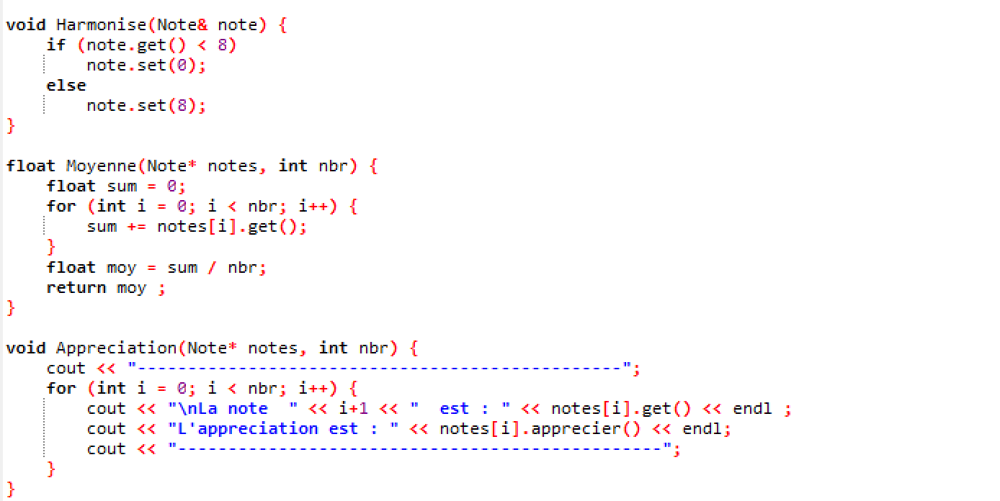 void Harmonise(Note& note) {
    if (note.get() < 8)
        note.set(0);
    else
        note.set(8);
}

float Moyenne(Note* notes, int nbr) {
    float sum = 0;
    for (int i = 0; i < nbr; i++) {
        sum += notes[i].get();
    }
    float moy = sum / nbr;
    return moy ;
}

void Appreciation(Note* notes, int nbr) {
    cout << "------------------------------------------------";
    for (int i = 0; i < nbr; i++) {
        cout << "\nLa note  " << i+1 << "  est : " << notes[i].get() << endl ;
        cout << "L'appreciation est : " << notes[i].apprecier() << endl;
        cout << "------------------------------------------------";
    }
}